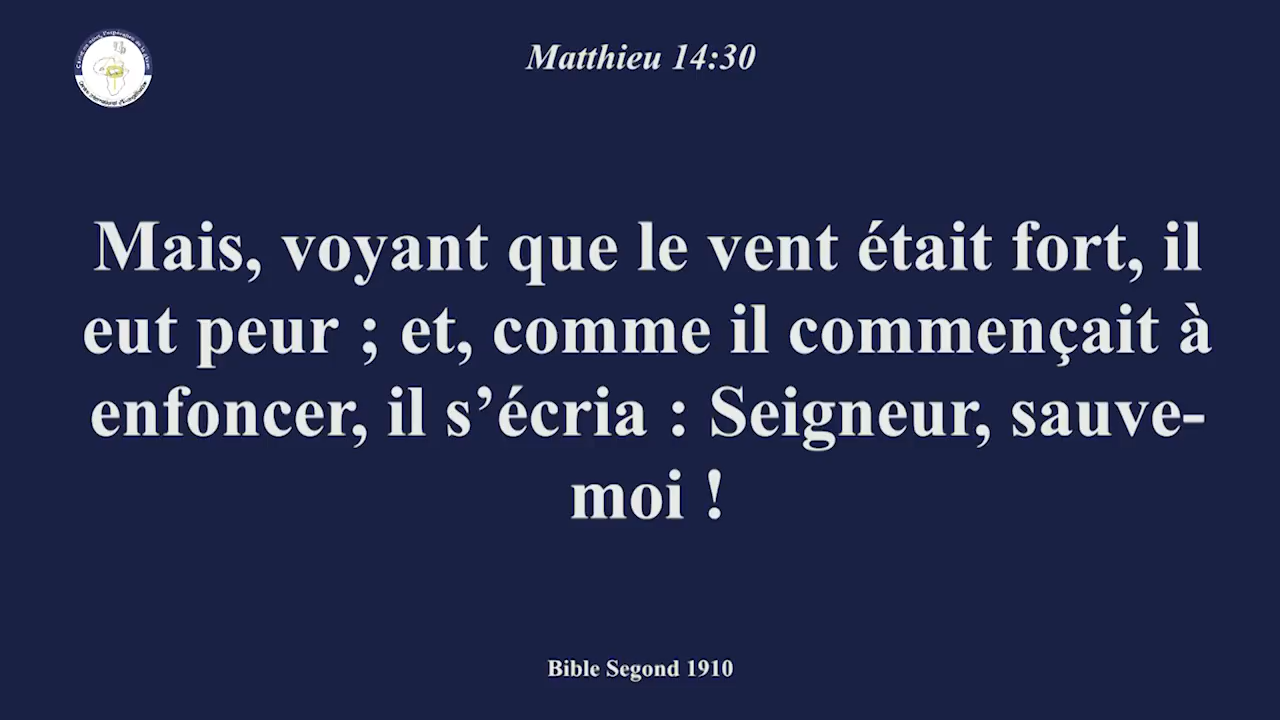 Matthieu 14:30
Mais, voyant que le vent était fort, il
eut peur ; et, comme il commençait à
enfoncer, il s’écria : Seigneur, sauve-
moi !
Bible Segond 1910